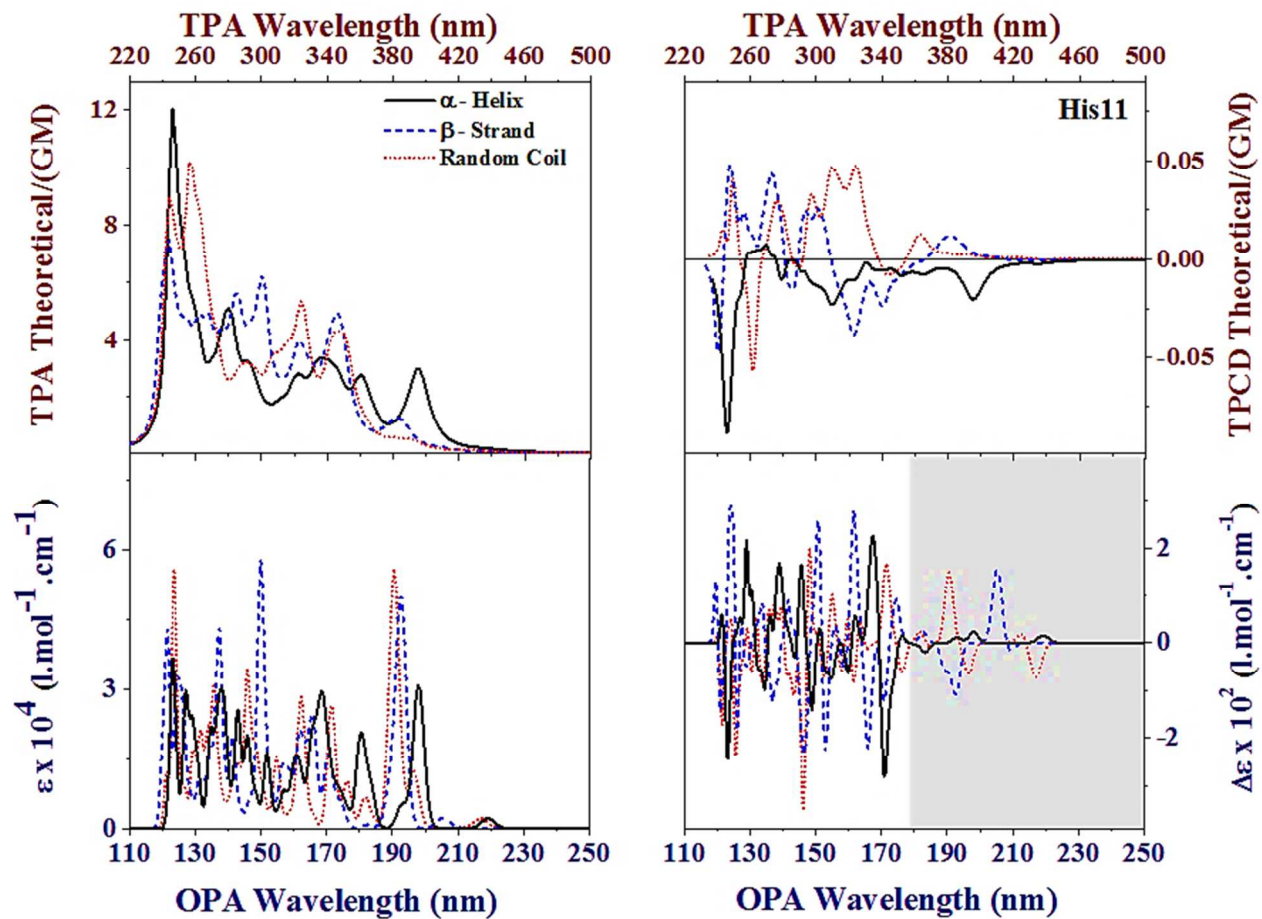 TPA Wavelength (nm)
220 260 300 340 380 420 460 500
TPA Theoretical/(GM)
12
8
4
α- Helix
β- Strand
Random Coil
ε x 10⁴ (l.mol⁻¹.cm⁻¹)
6
3
0
110 130 150 170 190 210 230 250
OPA Wavelength (nm)
TPA Wavelength (nm)
220 260 300 340 380 420 460 500
His11
0.05
0.00
-0.05
TPCD Theoretical/(GM)
2
0
-2
Δε x 10² (l.mol⁻¹.cm⁻¹)
110 130 150 170 190 210 230 250
OPA Wavelength (nm)